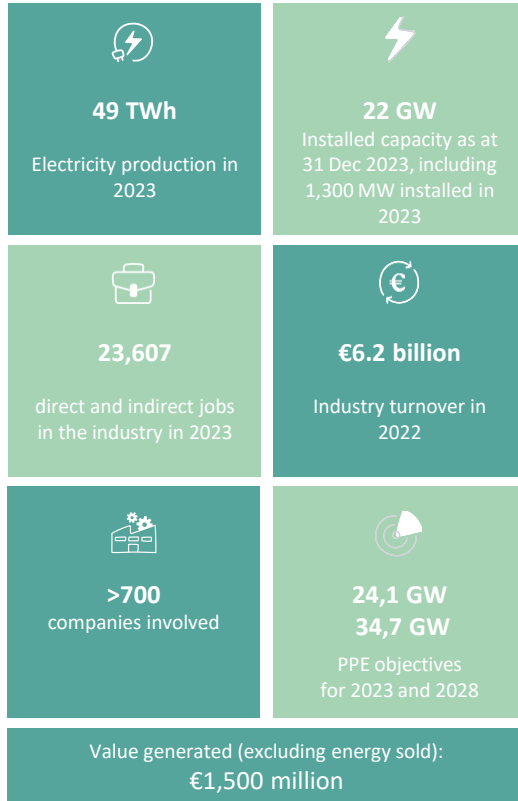 49 TWh
Electricity production in
2023
22 GW
Installed capacity as at
31 Dec 2023, including
1,300 MW installed in
2023
23,607
direct and indirect jobs
in the industry in 2023
€
€6.2 billion
Industry turnover in
2022
>700
companies involved
24,1 GW
34,7 GW
PPE objectives
for 2023 and 2028
Value generated (excluding energy sold):
€1,500 million